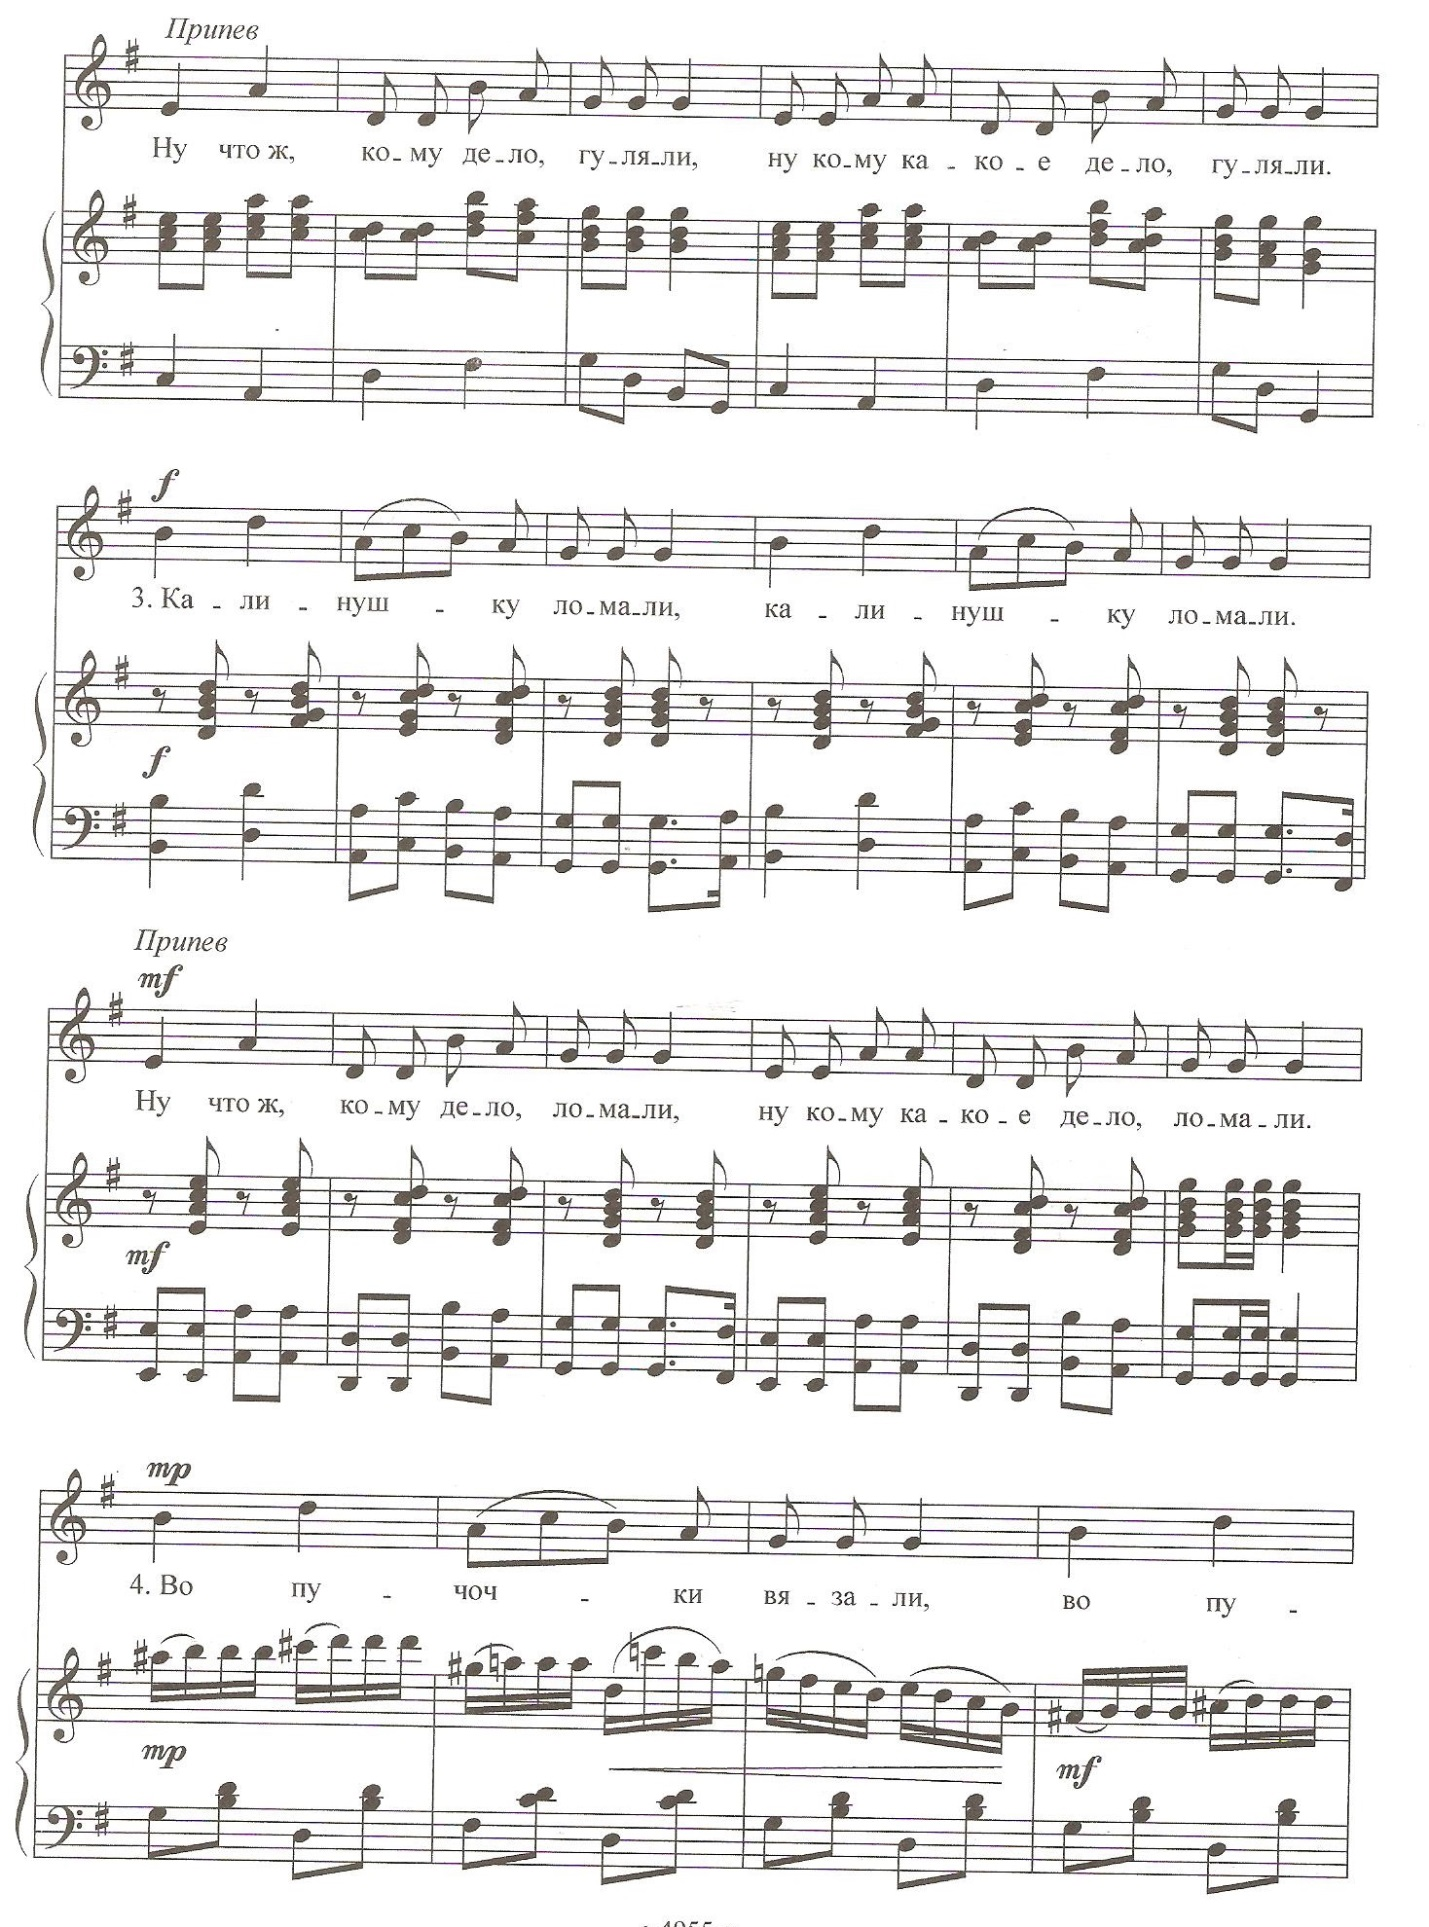 Припев
Ну что ж, ко-му де-ло, гу-ля-ли, ну ко-му ка-ко-е де-ло, гу-ля-ли.
f
3. Ка-ли-нуш-ку ло-ма-ли, ка-ли-нуш-ку ло-ма-ли.
f
Припев
mf
Ну что ж, ко-му де-ло, ло-ма-ли, ну ко-му ка-ко-е де-ло, ло-ма-ли.
mf
mp
4. Во пу-чоч-ки вя-за-ли, во пу-
mp mf